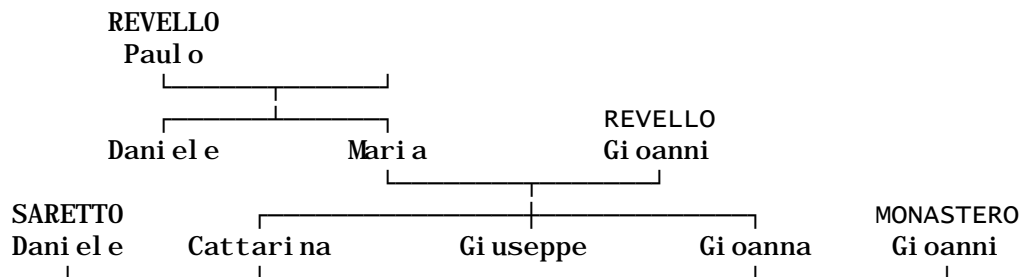 REVELLO
Paulo
REVELLO
Daniele Maria Gioanni
SARETTO MONASTERO
Daniele Cattarina Giuseppe Gioanna Gioanni